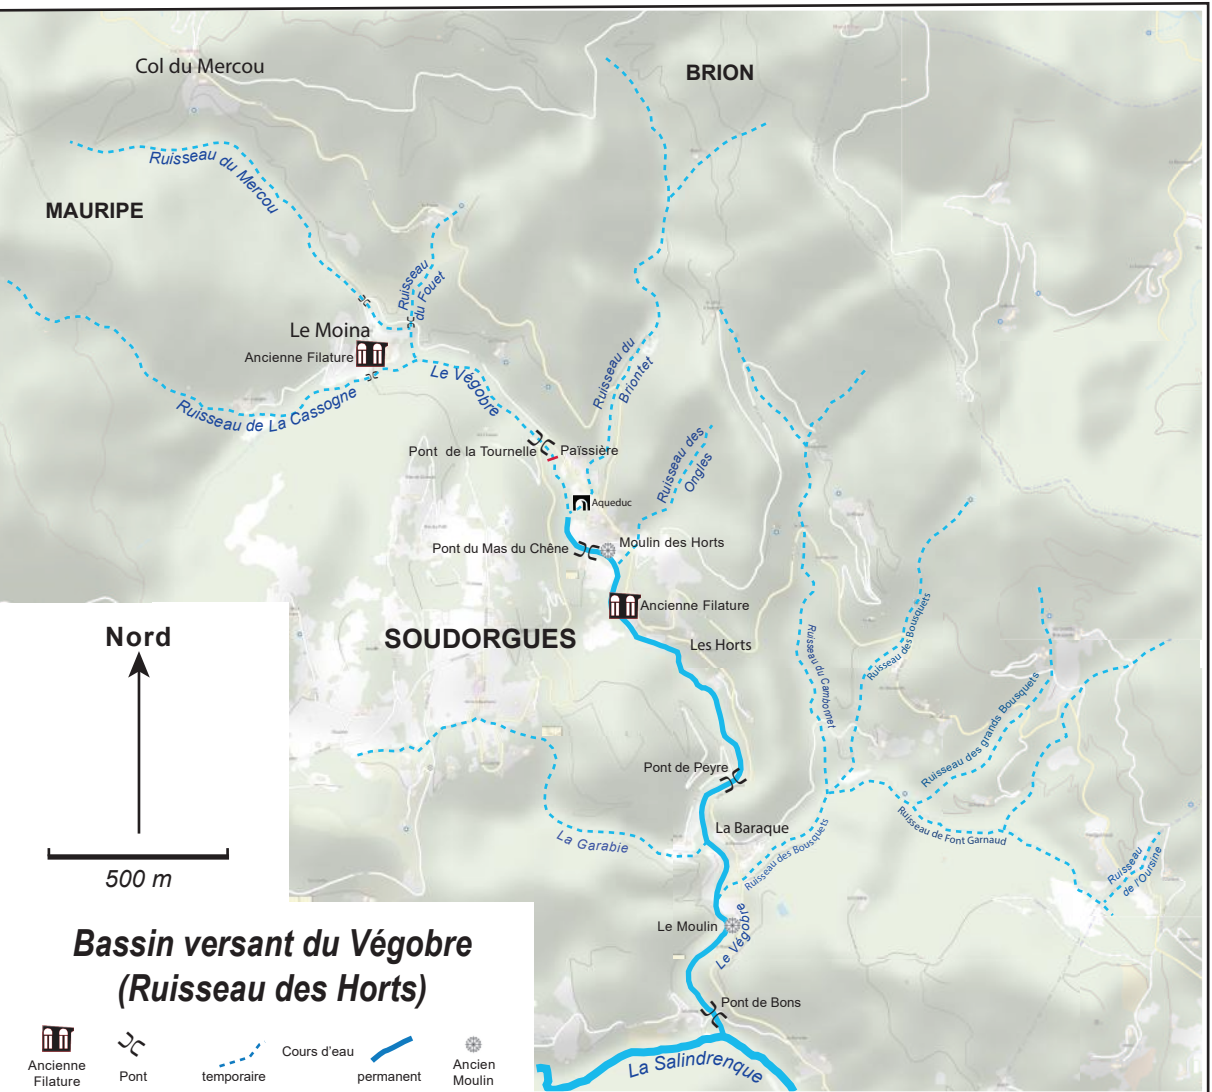 Col du Mercou
BRION
Ruisseau du Mercou
MAURIPE
Ruisseau
du Fouet
Le Moina
Ancienne Filature
Le Végobre
Ruisseau du
Briontet
Ruisseau de La Cassogne
Pont de la Tournelle
Païssière
Ruisseau des
Ongles
Aqueduc
Pont du Mas du Chêne
Moulin des Horts
Ancienne Filature
SOUDORGUES
Les Horts
Ruisseau du Cambonnet
Ruisseau des Bousquets
Ruisseau des grands Bousquets
Pont de Peyre
La Baraque
La Garabie
Ruisseau des Bousquets
Ruisseau de Font Garnaud
Ruisseau
de l'Oursine
Le Moulin
Le Végobre
Pont de Bons
La Salindrenque
Nord
500 m
Bassin versant du Végobre
(Ruisseau des Horts)
Ancienne
Filature
Pont
temporaire
Cours d'eau
permanent
Ancien
Moulin